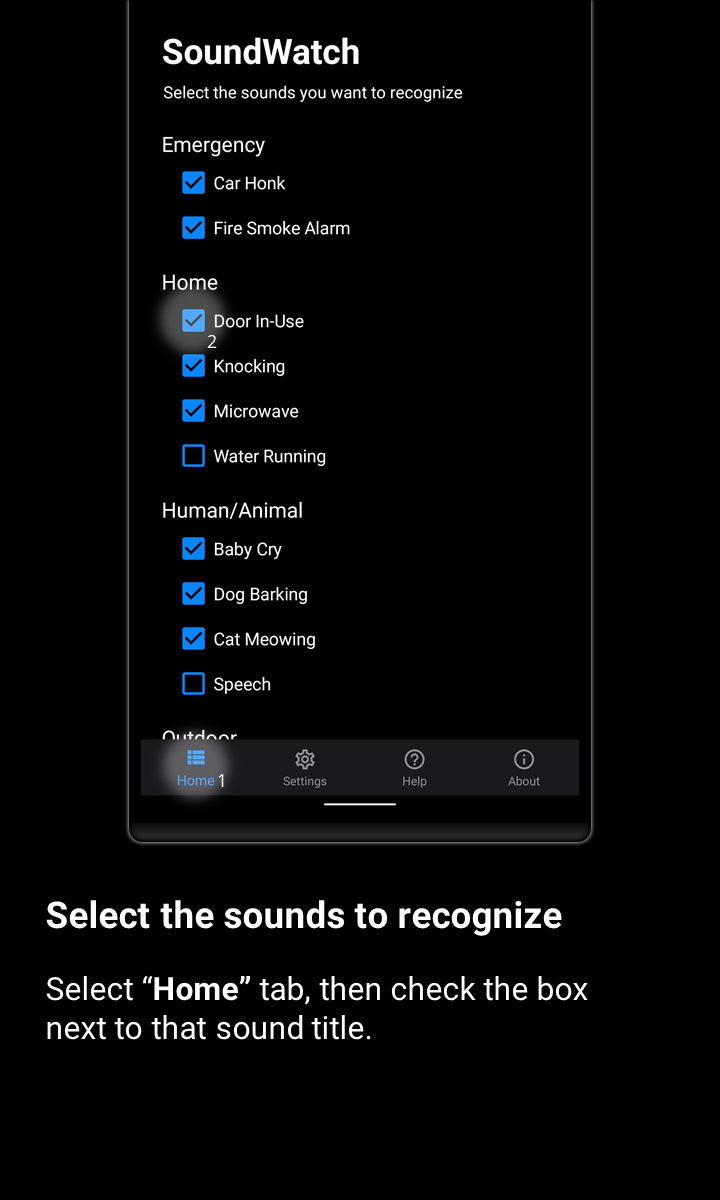 SoundWatch
Select the sounds you want to recognize
Emergency
Car Honk
Fire Smoke Alarm
Home
Door In-Use
2
Knocking
Microwave
Water Running
Human/Animal
Baby Cry
Dog Barking
Cat Meowing
Speech
Outdoor
Home 1 Settings Help About
Select the sounds to recognize
Select “Home” tab, then check the box
next to that sound title.